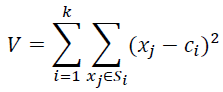 V = \sum_{i=1}^{k} \sum_{x_j \in S_i} (x_j - c_i)^2